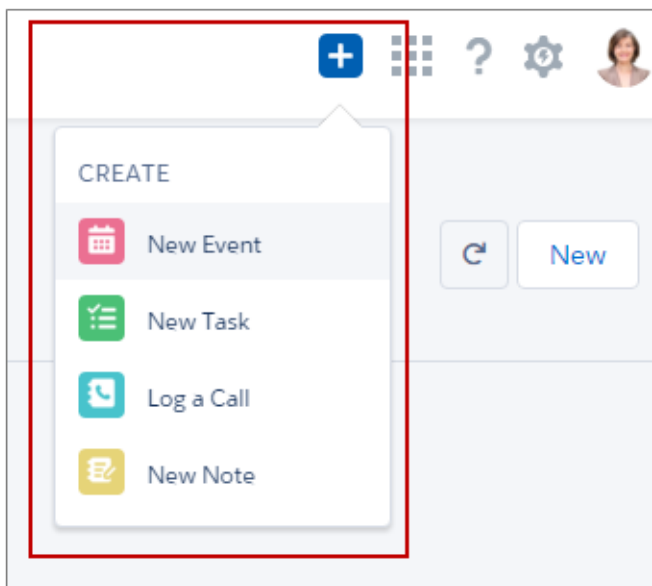 ?
CREATE
New Event
New
New Task
Log a Call
New Note